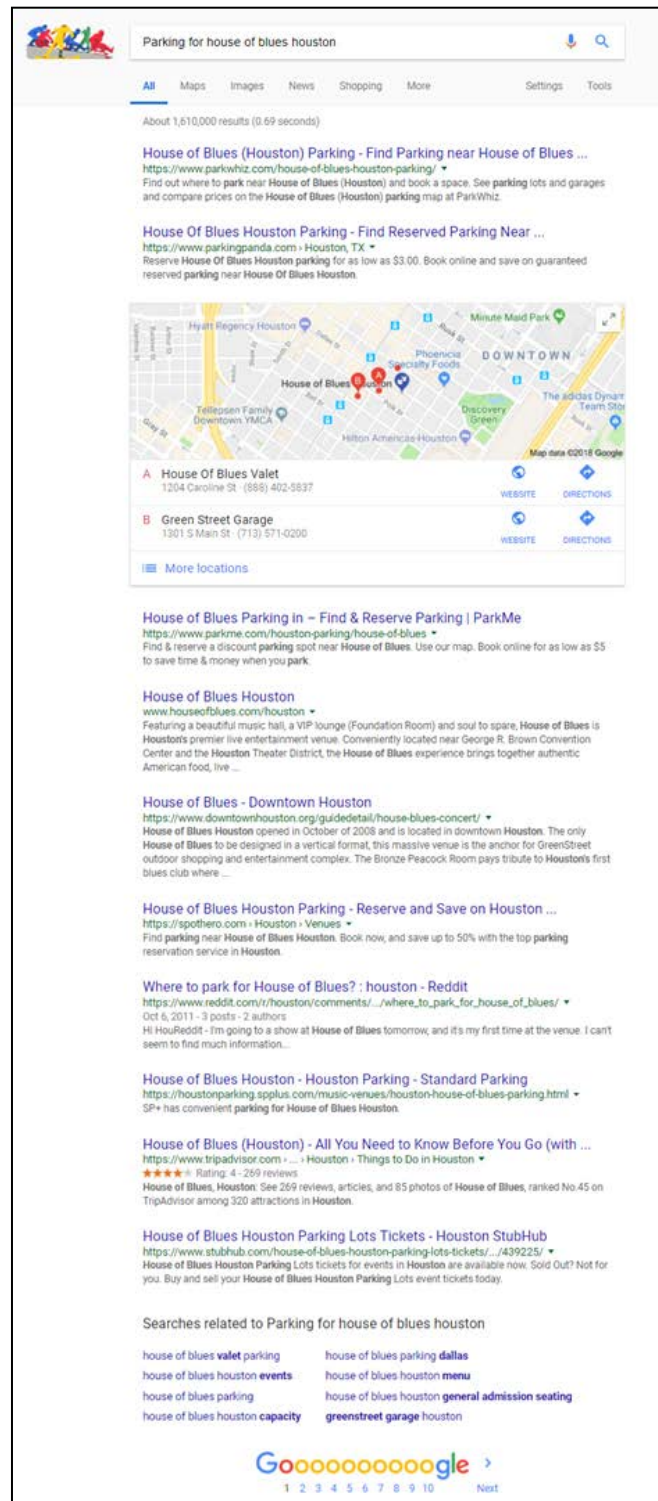 Parking for house of blues houston
All Maps Images News Shopping More Settings Tools
About 1,610,000 results (0.69 seconds)
House of Blues (Houston) Parking - Find Parking near House of Blues ...
https://www.parkwhiz.com/house-of-blues-houston-parking/
Find out where to park near House of Blues (Houston) and book a space. See parking lots and garages
and compare prices on the House of Blues (Houston) parking map at ParkWhiz.
House Of Blues Houston Parking - Find Reserved Parking Near ...
https://www.parkingpanda.com › Houston, TX
Reserve House Of Blues Houston parking for as low as $3.00. Book online and save on guaranteed
reserved parking near House Of Blues Houston.
Hyatt Regency Houston
Minute Maid Park
Rusk St
Phoenicia
Specialty Foods
DOWNTOWN
House of Blues Houston
B
A
The adidas Dynam
Team Stor
Tellepsen Family
Downtown YMCA
Discovery
Green
Gray St
Hilton Americas-Houston
Map data ©2018 Google
A House Of Blues Valet
1204 Caroline St · (888) 402-5837
WEBSITE DIRECTIONS
B Green Street Garage
1301 S Main St · (713) 571-0200
WEBSITE DIRECTIONS
More locations
House of Blues Parking in – Find & Reserve Parking | ParkMe
https://www.parkme.com/houston-parking/house-of-blues
Find & reserve a discount parking spot near House of Blues. Use our map. Book online for as low as $5
to save time & money when you park.
House of Blues Houston
www.houseofblues.com/houston
Featuring a beautiful music hall, a VIP lounge (Foundation Room) and soul to spare, House of Blues is
Houston's premier live entertainment venue. Conveniently located near George R. Brown Convention
Center and the Houston Theater District, the House of Blues experience brings together authentic
American food, live ...
House of Blues - Downtown Houston
https://www.downtownhouston.org/guidedetail/house-blues-concert/
House of Blues Houston opened in October of 2008 and is located in downtown Houston. The only
House of Blues to be designed in a vertical format, this massive venue is the anchor for GreenStreet
outdoor shopping and entertainment complex. The Bronze Peacock Room pays tribute to Houston's first
blues club where ...
House of Blues Houston Parking - Reserve and Save on Houston ...
https://spothero.com › Houston › Venues
Find parking near House of Blues Houston. Book now, and save up to 50% with the top parking
reservation service in Houston.
Where to park for House of Blues? : houston - Reddit
https://www.reddit.com/r/houston/comments/.../where_to_park_for_house_of_blues/
Oct 6, 2011 - 3 posts - 2 authors
Hi HouReddit - I'm going to a show at House of Blues tomorrow, and it's my first time at the venue. I can't
seem to find much information...
House of Blues Houston - Houston Parking - Standard Parking
https://houstonparking.spplus.com/music-venues/houston-house-of-blues-parking.html
SP+ has convenient parking for House of Blues Houston.
House of Blues (Houston) - All You Need to Know Before You Go (with ...
https://www.tripadvisor.com › ... › Houston › Things to Do in Houston
Rating: 4 - 269 reviews
House of Blues, Houston: See 269 reviews, articles, and 85 photos of House of Blues, ranked No.45 on
TripAdvisor among 320 attractions in Houston.
House of Blues Houston Parking Lots Tickets - Houston StubHub
https://www.stubhub.com/house-of-blues-houston-parking-lots-tickets/.../439225/
House of Blues Houston Parking Lots tickets for events in Houston are available now. Sold Out? Not for
you. Buy and sell your House of Blues Houston Parking Lots event tickets today.
Searches related to Parking for house of blues houston
house of blues valet parking house of blues parking dallas
house of blues houston events house of blues houston menu
house of blues parking house of blues houston general admission seating
house of blues houston capacity greenstreet garage houston
Goooooooooogle
1 2 3 4 5 6 7 8 9 10 Next